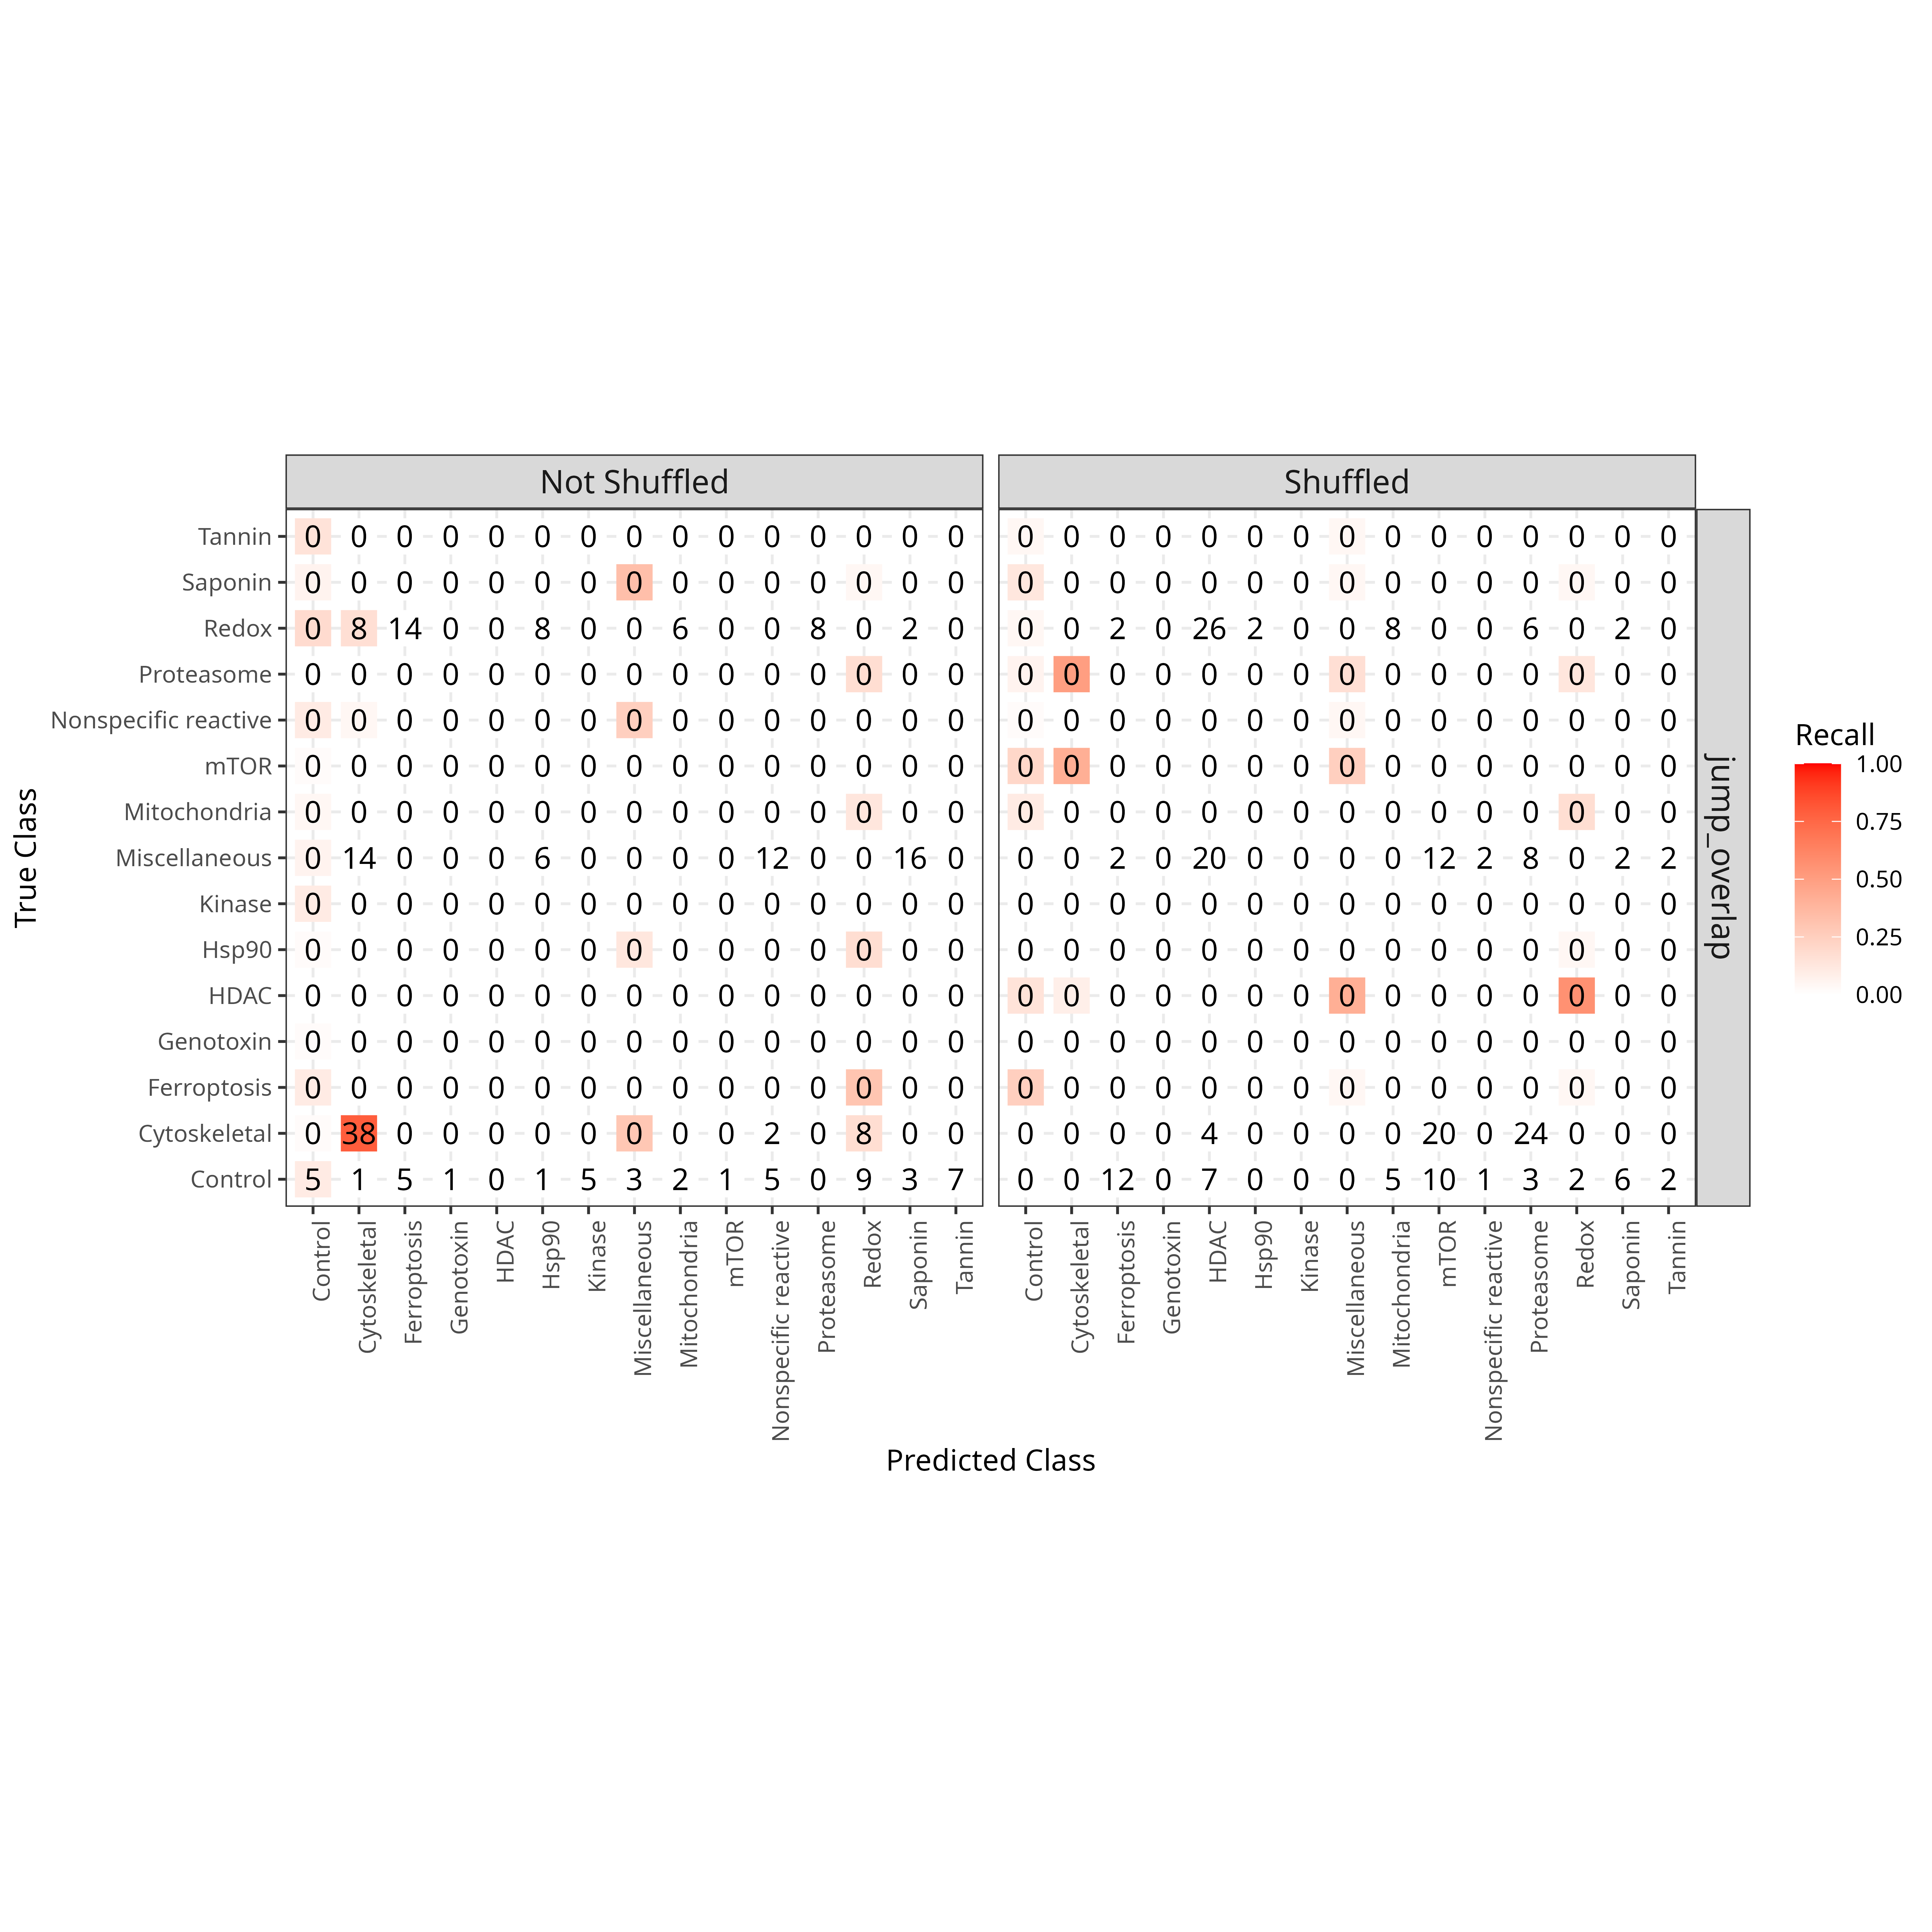 Not Shuffled Shuffled
Tannin 0 0 0 0 0 0 0 0 0 0 0 0 0 0 0 0 0 0 0 0 0 0 0 0 0 0 0 0 0 0
Saponin 0 0 0 0 0 0 0 0 0 0 0 0 0 0 0 0 0 0 0 0 0 0 0 0 0 0 0 0 0 0
Redox 0 8 14 0 0 8 0 0 6 0 0 8 0 2 0 0 0 2 0 26 2 0 0 8 0 0 6 0 2 0
Proteasome 0 0 0 0 0 0 0 0 0 0 0 0 0 0 0 0 0 0 0 0 0 0 0 0 0 0 0 0 0 0
Nonspecific reactive 0 0 0 0 0 0 0 0 0 0 0 0 0 0 0 0 0 0 0 0 0 0 0 0 0 0 0 0 0 0
mTOR 0 0 0 0 0 0 0 0 0 0 0 0 0 0 0 0 0 0 0 0 0 0 0 0 0 0 0 0 0 0
Mitochondria 0 0 0 0 0 0 0 0 0 0 0 0 0 0 0 0 0 0 0 0 0 0 0 0 0 0 0 0 0 0
Miscellaneous 0 14 0 0 0 6 0 0 0 0 12 0 0 16 0 0 0 2 0 20 0 0 0 0 12 2 8 0 2 2
Kinase 0 0 0 0 0 0 0 0 0 0 0 0 0 0 0 0 0 0 0 0 0 0 0 0 0 0 0 0 0 0
Hsp90 0 0 0 0 0 0 0 0 0 0 0 0 0 0 0 0 0 0 0 0 0 0 0 0 0 0 0 0 0 0
HDAC 0 0 0 0 0 0 0 0 0 0 0 0 0 0 0 0 0 0 0 0 0 0 0 0 0 0 0 0 0 0
Genotoxin 0 0 0 0 0 0 0 0 0 0 0 0 0 0 0 0 0 0 0 0 0 0 0 0 0 0 0 0 0 0
Ferroptosis 0 0 0 0 0 0 0 0 0 0 0 0 0 0 0 0 0 0 0 0 0 0 0 0 0 0 0 0 0 0
Cytoskeletal 0 38 0 0 0 0 0 0 0 0 2 0 8 0 0 0 0 0 0 4 0 0 0 0 20 0 24 0 0 0
Control 5 1 5 1 0 1 5 3 2 1 5 0 9 3 7 0 0 12 0 7 0 0 0 5 10 1 3 2 6 2
True Class
jump_overlap
Control
Cytoskeletal
Ferroptosis
Genotoxin
HDAC
Hsp90
Kinase
Miscellaneous
Mitochondria
mTOR
Nonspecific reactive
Proteasome
Redox
Saponin
Tannin
Control
Cytoskeletal
Ferroptosis
Genotoxin
HDAC
Hsp90
Kinase
Miscellaneous
Mitochondria
mTOR
Nonspecific reactive
Proteasome
Redox
Saponin
Tannin
Predicted Class
Recall
1.00
0.75
0.50
0.25
0.00